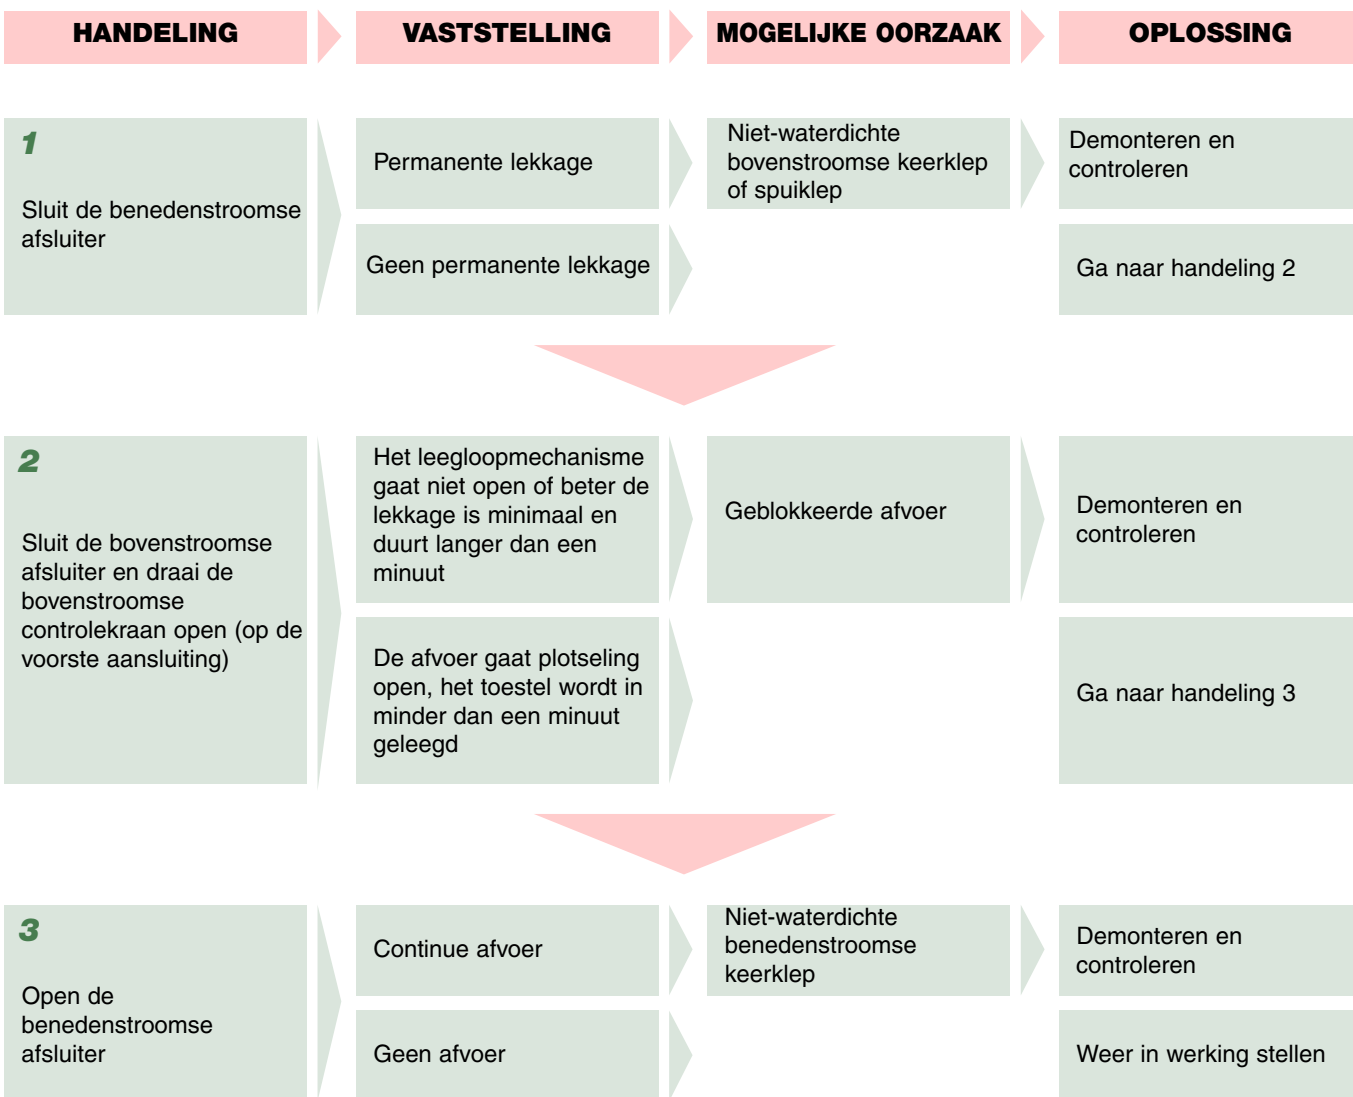 HANDELING
VASTSTELLING
MOGELIJKE OORZAAK
OPLOSSING
1
Sluit de benedenstroomse
afsluiter
Permanente lekkage
Niet-waterdichte
bovenstroomse keerklep
of spuiklep
Demonteren en
controleren
Geen permanente lekkage
Ga naar handeling 2
2
Sluit de bovenstroomse
afsluiter en draai de
bovenstroomse
controlekraan open (op de
voorste aansluiting)
Het leegloopmechanisme
gaat niet open of beter de
lekkage is minimaal en
duurt langer dan een
minuut
Geblokkeerde afvoer
Demonteren en
controleren
De afvoer gaat plotseling
open, het toestel wordt in
minder dan een minuut
geleegd
Ga naar handeling 3
3
Open de
benedenstroomse
afsluiter
Continue afvoer
Niet-waterdichte
benedenstroomse
keerklep
Demonteren en
controleren
Geen afvoer
Weer in werking stellen